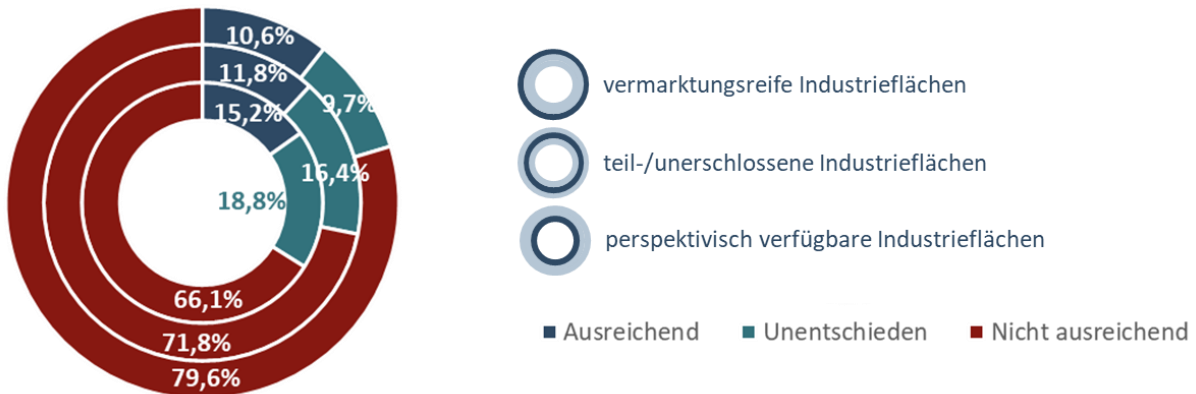 10,6%
11,8%
15,2%
9,7%
16,4%
18,8%
66,1%
71,8%
79,6%
vermarktungsreife Industrieflächen
teil-/unerschlossene Industrieflächen
perspektivisch verfügbare Industrieflächen
Ausreichend Unentschieden Nicht ausreichend